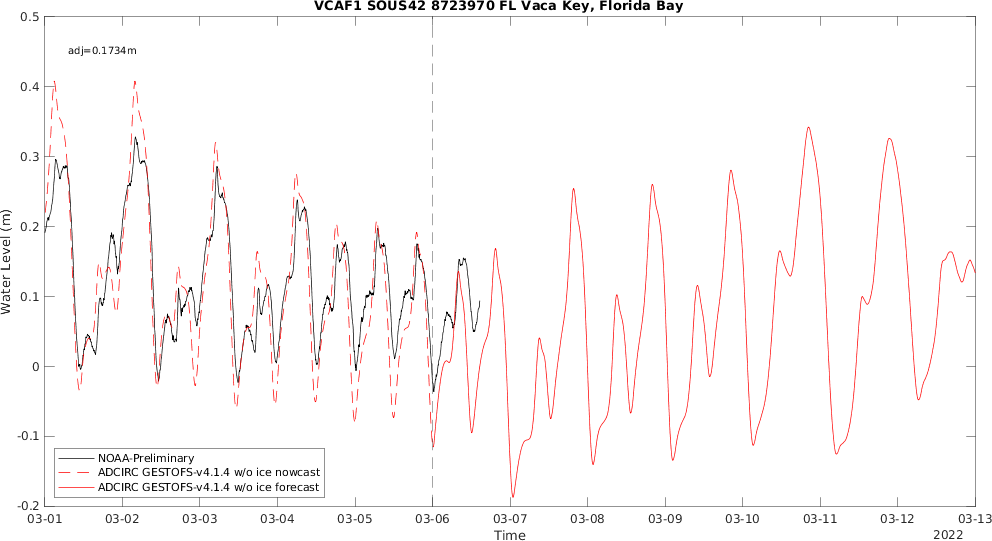 VCAF1 SOUS42 8723970 FL Vaca Key, Florida Bay
adj=0.1734m
0.5
0.4
0.3
0.2
0.1
0
-0.1
-0.2
Water Level (m)
NOAA-Preliminary
ADCIRC GESTOFS-v4.1.4 w/o ice nowcast
ADCIRC GESTOFS-v4.1.4 w/o ice forecast
03-01 03-02 03-03 03-04 03-05 03-06 03-07 03-08 03-09 03-10 03-11 03-12 03-13
Time
2022